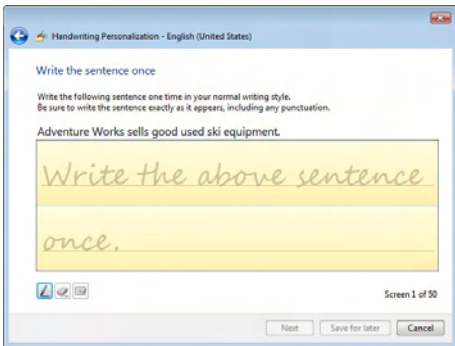 Handwriting Personalization - English (United States)
Write the sentence once
Write the following sentence one time in your normal writing style.
Be sure to write the sentence exactly as it appears, including any punctuation.
Adventure Works sells good used ski equipment.
Write the above sentence
once.
Screen 1 of 50
Next Save for later Cancel